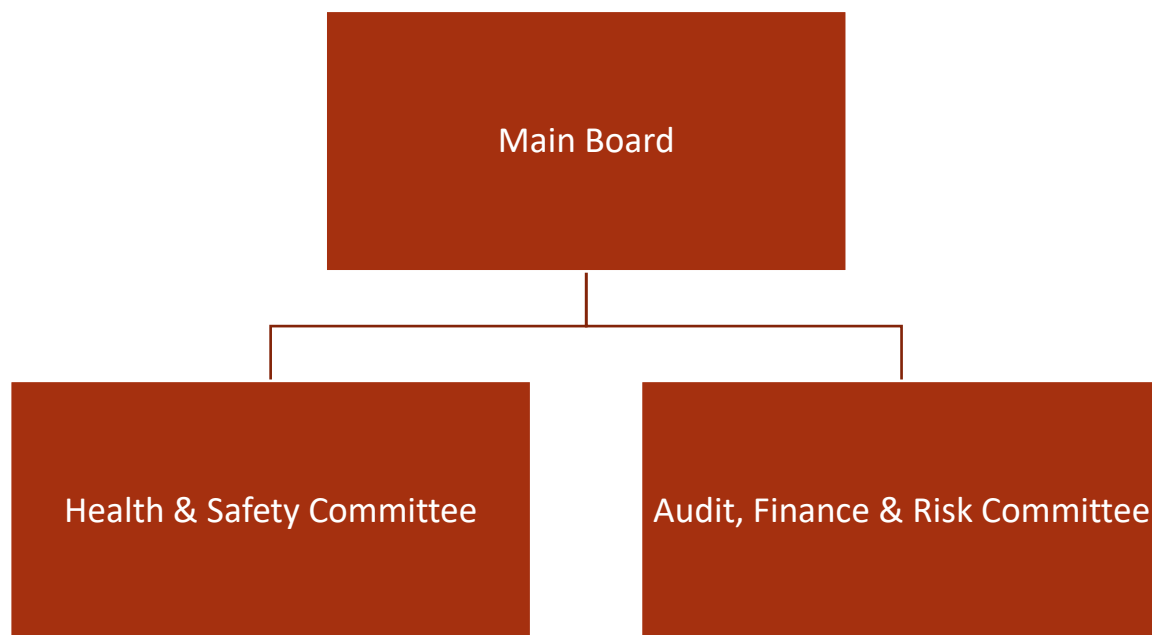 Main Board
Health & Safety Committee
Audit, Finance & Risk Committee